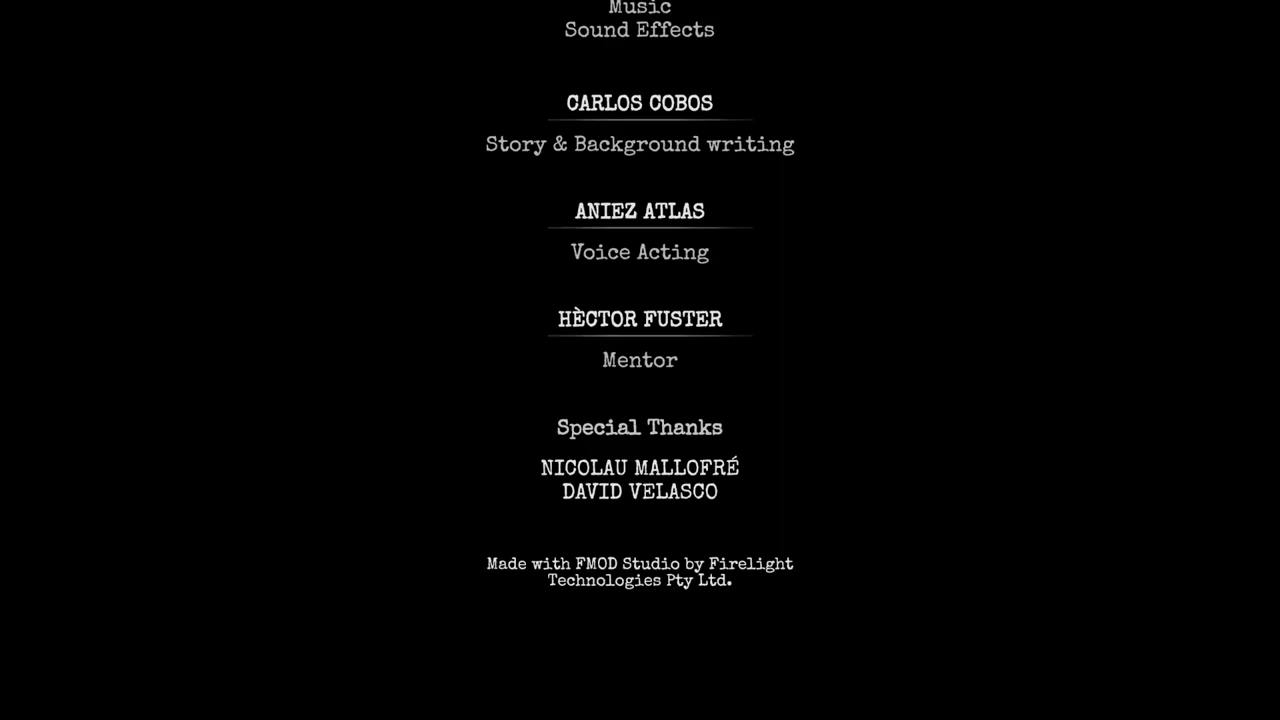 Music
Sound Effects
CARLOS COBOS
Story & Background writing
ANIEZ ATLAS
Voice Acting
HÈCTOR FUSTER
Mentor
Special Thanks
NICOLAU MALLOFRÉ
DAVID VELASCO
Made with FMOD Studio by Firelight
Technologies Pty Ltd.